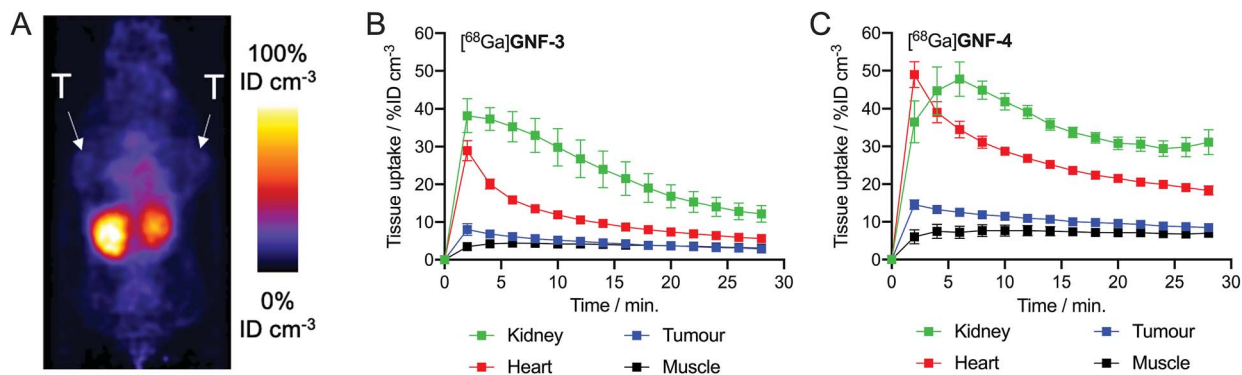 A
T
T
100%
ID cm-3
0%
ID cm-3
B
[68Ga]GNF-3
Tissue uptake / %ID cm-3
60
50
40
30
20
10
0
0 5 10 15 20 25 30
Time / min.
Kidney
Tumour
Heart
Muscle
C
[68Ga]GNF-4
Tissue uptake / %ID cm-3
60
50
40
30
20
10
0
0 5 10 15 20 25 30
Time / min.
Kidney
Tumour
Heart
Muscle